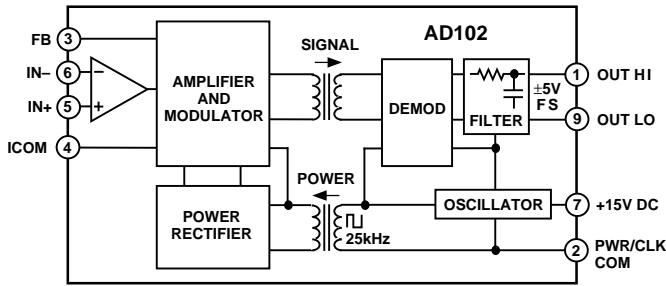 AD102
FB 3
IN– 6
IN+ 5
ICOM 4
–
+
AMPLIFIER
AND
MODULATOR
SIGNAL
DEMOD
±5V
F S
FILTER
1 OUT HI
9 OUT LO
POWER
RECTIFIER
POWER
25kHz
OSCILLATOR
7 +15V DC
2 PWR/CLK
COM